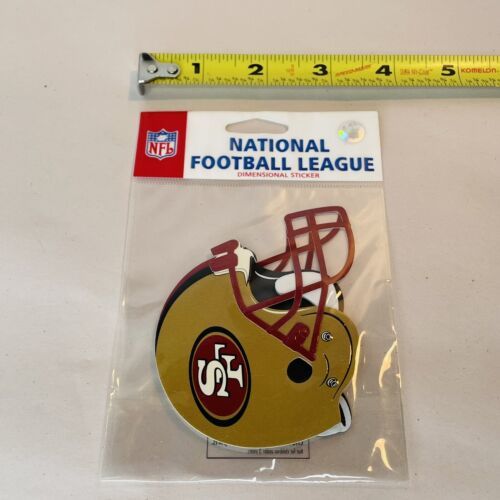 1 2 3 4 5
KOMELON
NFL
NATIONAL
FOOTBALL LEAGUE
DIMENSIONAL STICKER
SF